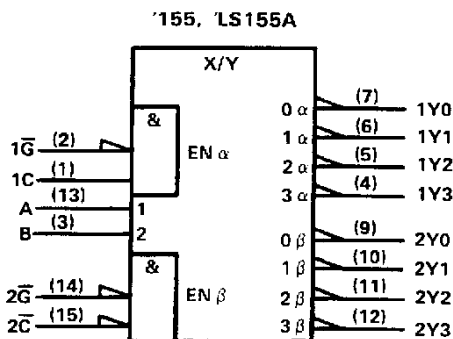 '155, 'LS155A
X/Y
&
EN α
1G̅ (2)
1C (1)
A (13) 1
B (3) 2
&
EN β
2G̅ (14)
2C̅ (15)
0 α (7) 1Y0
1 α (6) 1Y1
2 α (5) 1Y2
3 α (4) 1Y3
0 β (9) 2Y0
1 β (10) 2Y1
2 β (11) 2Y2
3 β (12) 2Y3